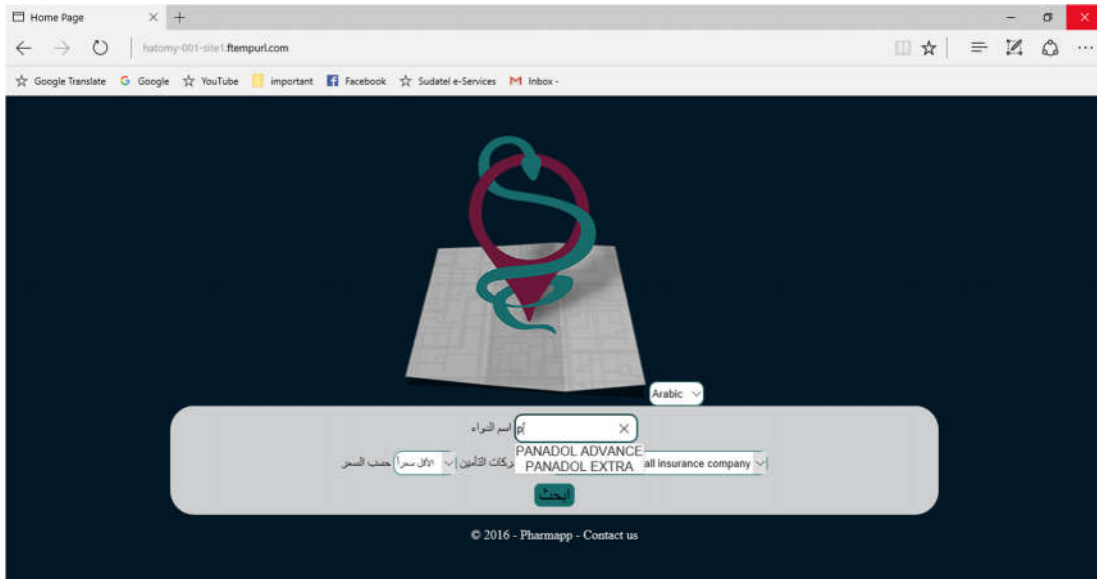 Home Page
hatomy-001-site1.ftempurl.com
Google Translate Google YouTube important Facebook Sudatel e-Services Inbox -
Arabic
اسم الدواء
p
PANADOL ADVANCE
PANADOL EXTRA
حسب السعر الأقل سعرا ركات التأمين all insurance company
ابحث
© 2016 - Pharmapp - Contact us